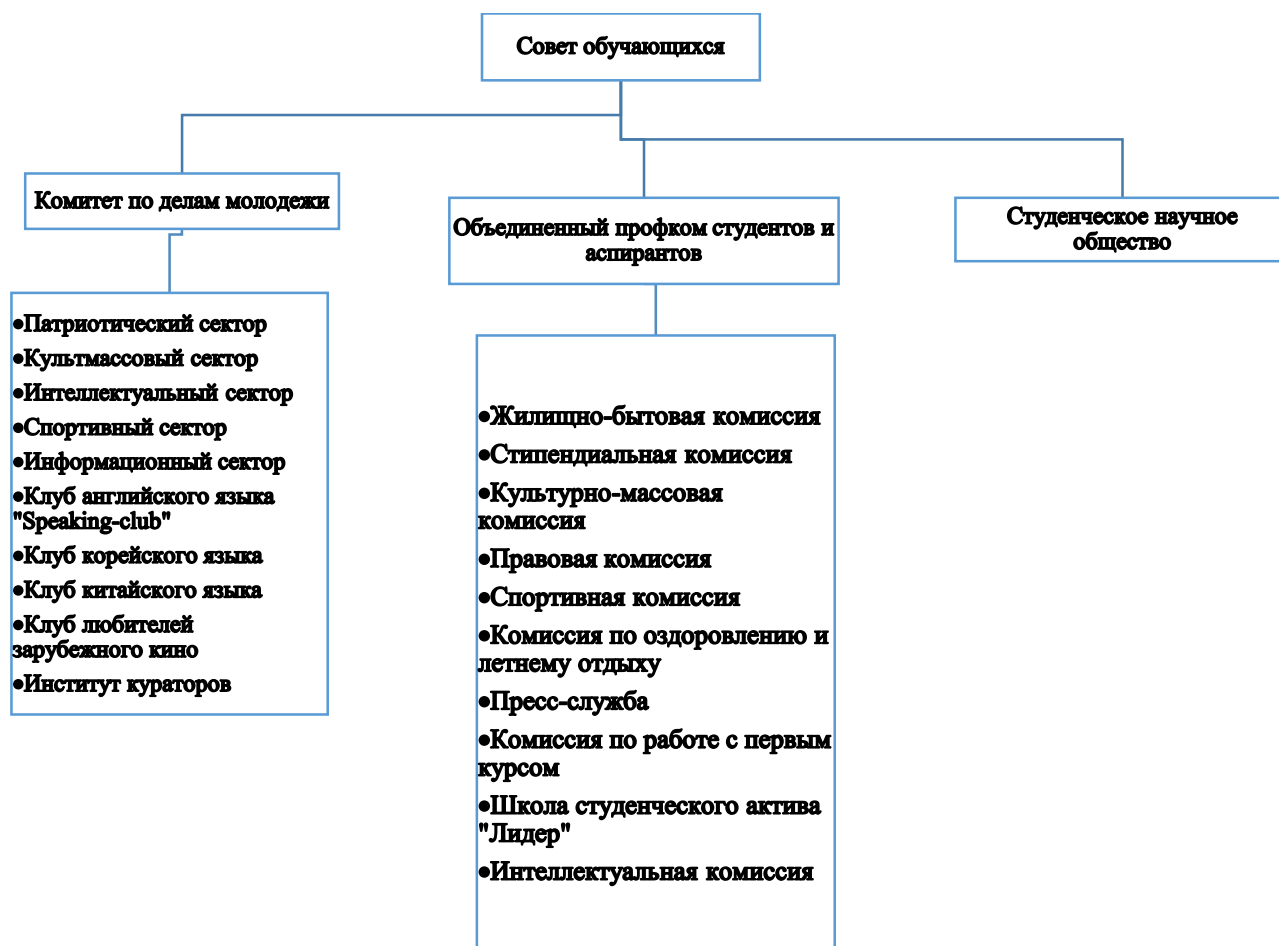 Совет обучающихся
Комитет по делам молодежи
Объединенный профком студентов и
аспирантов
Студенческое научное
общество
•Патриотический сектор
•Культмассовый сектор
•Интеллектуальный сектор
•Спортивный сектор
•Информационный сектор
•Клуб английского языка
"Speaking-club"
•Клуб корейского языка
•Клуб китайского языка
•Клуб любителей
зарубежного кино
•Институт кураторов
•Жилищно-бытовая комиссия
•Стипендиальная комиссия
•Культурно-массовая
комиссия
•Правовая комиссия
•Спортивная комиссия
•Комиссия по оздоровлению и
летнему отдыху
•Пресс-служба
•Комиссия по работе с первым
курсом
•Школа студенческого актива
"Лидер"
•Интеллектуальная комиссия